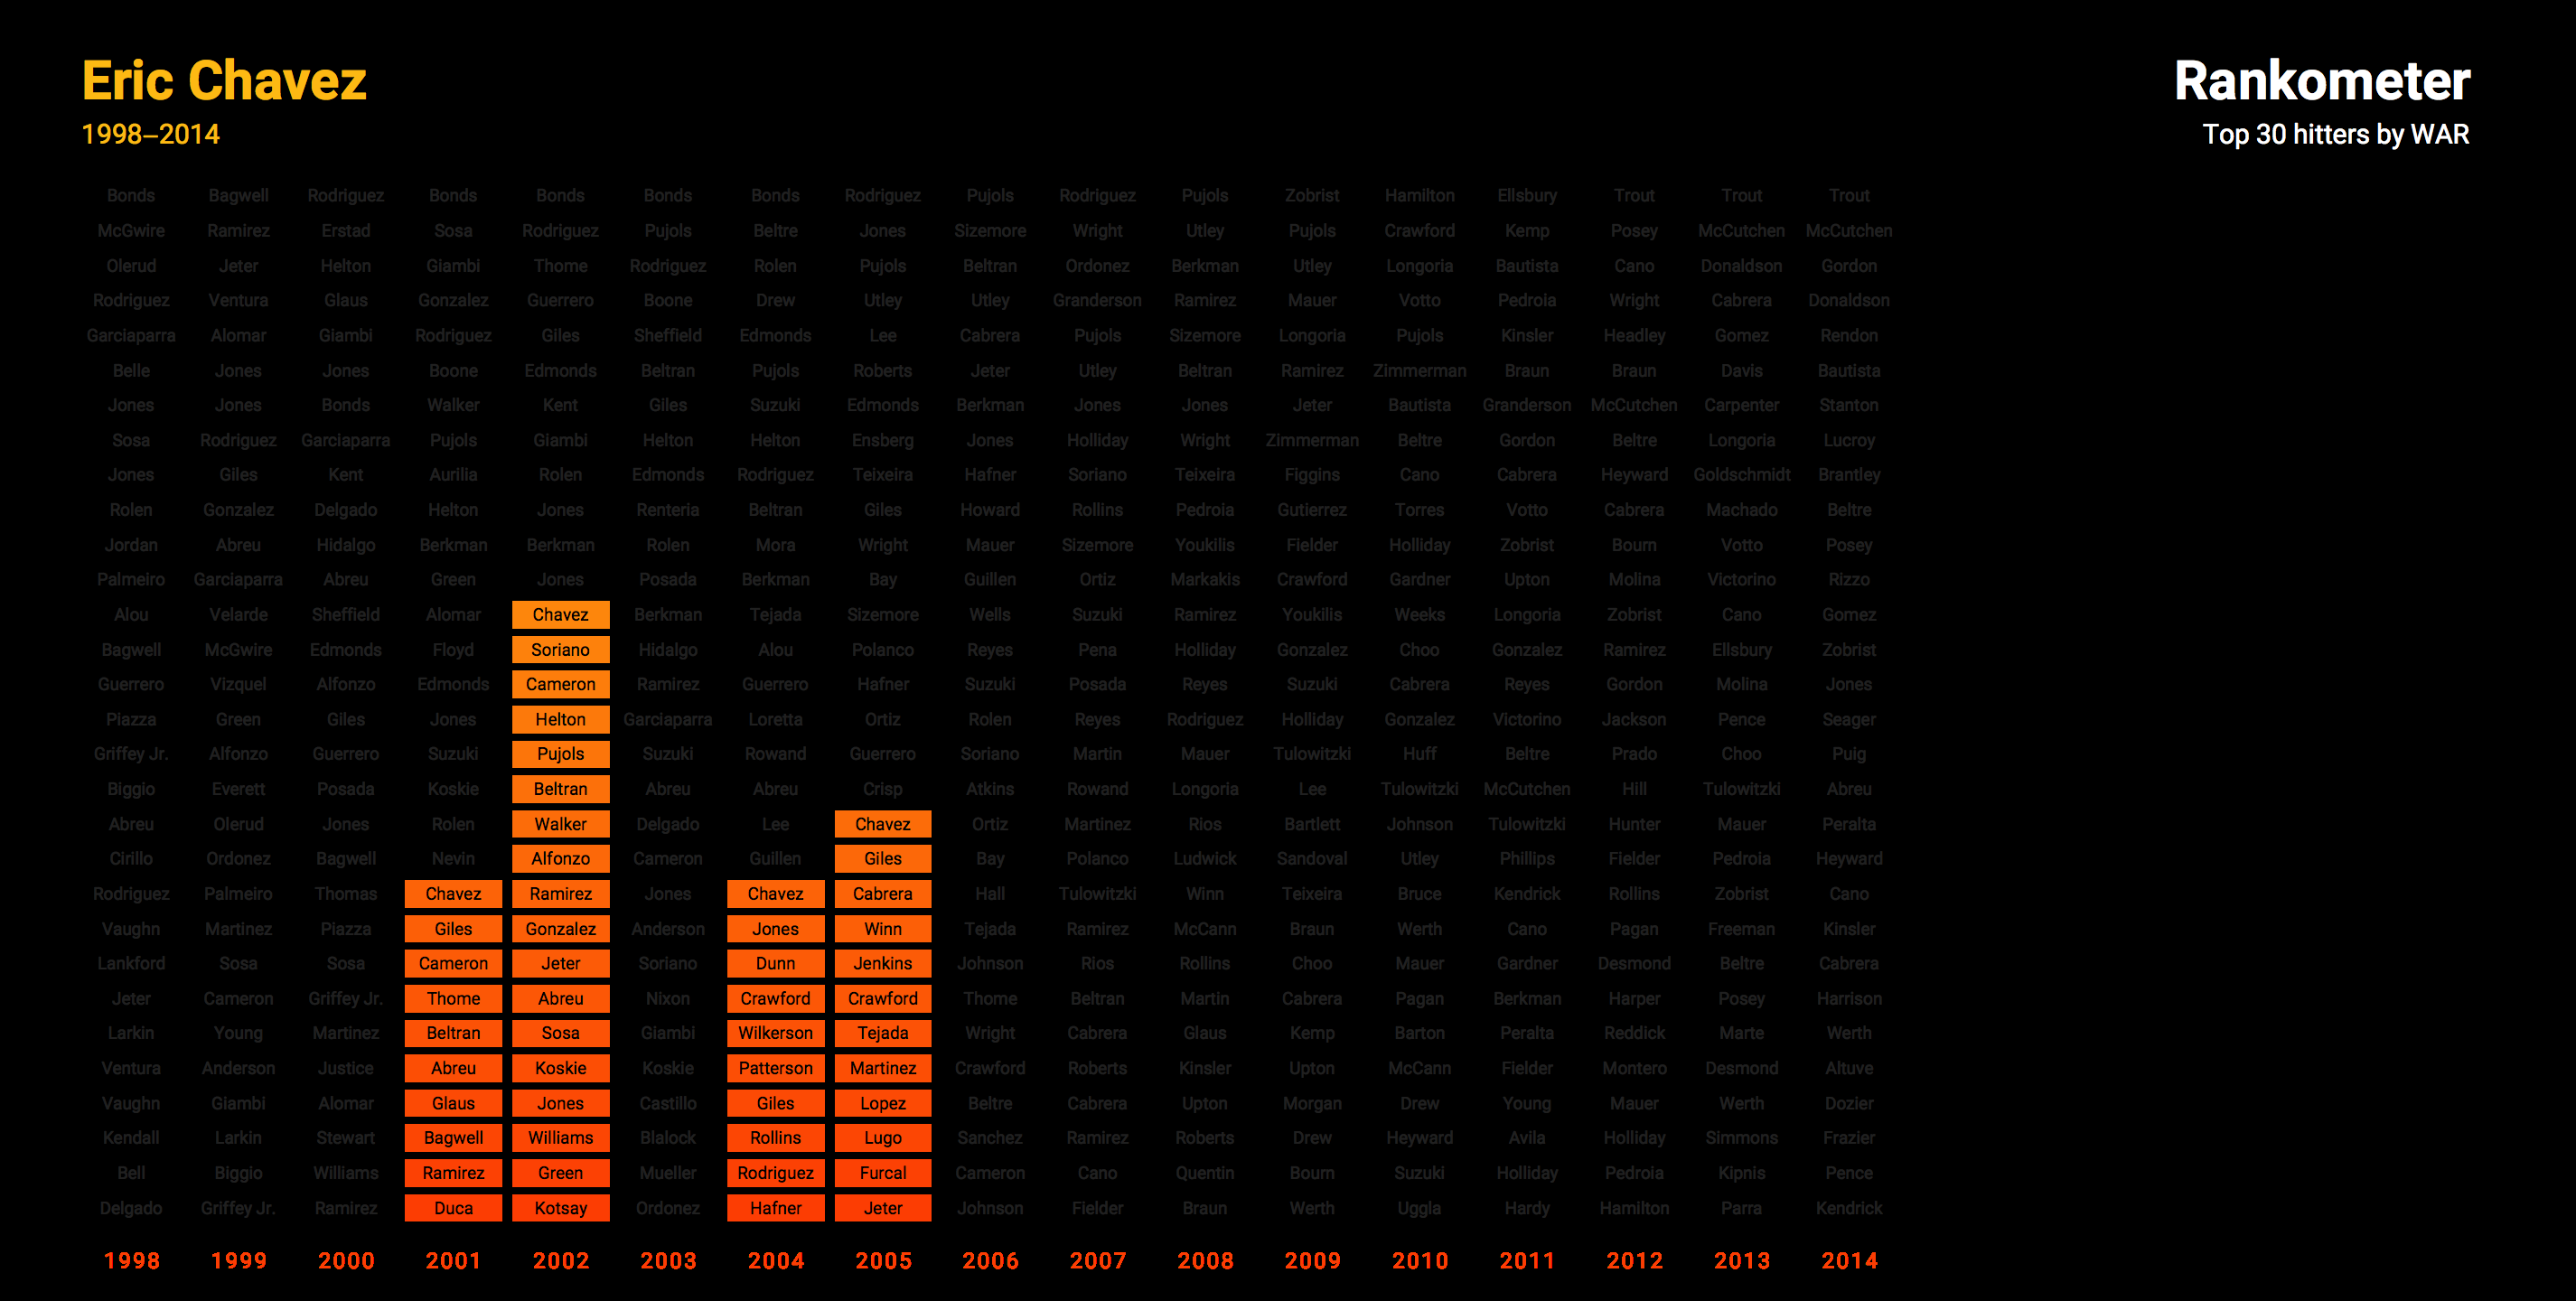 Eric Chavez
1998–2014
Rankometer
Top 30 hitters by WAR
Bonds Bagwell Rodriguez Bonds Bonds Bonds Bonds Rodriguez Pujols Rodriguez Pujols Zobrist Hamilton Ellsbury Trout Trout Trout
McGwire Ramirez Erstad Sosa Rodriguez Pujols Beltre Jones Sizemore Wright Utley Pujols Crawford Kemp Posey McCutchen McCutchen
Olerud Jeter Helton Giambi Thome Rodriguez Rolen Pujols Beltran Ordonez Berkman Utley Longoria Bautista Cano Donaldson Gordon
Rodriguez Ventura Glaus Gonzalez Guerrero Boone Drew Utley Utley Granderson Ramirez Mauer Votto Pedroia Wright Cabrera Donaldson
Garciaparra Alomar Giambi Rodriguez Giles Sheffield Edmonds Lee Cabrera Pujols Sizemore Longoria Pujols Kinsler Headley Gomez Rendon
Belle Jones Jones Boone Edmonds Beltran Pujols Roberts Jeter Utley Beltran Ramirez Zimmerman Braun Braun Davis Bautista
Jones Jones Bonds Walker Kent Giles Suzuki Edmonds Berkman Jones Jones Jeter Bautista Granderson McCutchen Carpenter Stanton
Sosa Rodriguez Garciaparra Pujols Giambi Helton Helton Ensberg Jones Holliday Wright Zimmerman Beltre Gordon Beltre Longoria Lucroy
Jones Giles Kent Aurilia Rolen Edmonds Rodriguez Teixeira Hafner Soriano Teixeira Figgins Cano Cabrera Heyward Goldschmidt Brantley
Rolen Gonzalez Delgado Helton Jones Renteria Beltran Giles Howard Rollins Pedroia Gutierrez Torres Votto Cabrera Machado Beltre
Jordan Abreu Hidalgo Berkman Berkman Rolen Mora Wright Mauer Sizemore Youkilis Fielder Holliday Zobrist Bourn Votto Posey
Palmeiro Garciaparra Abreu Green Jones Posada Berkman Bay Guillen Ortiz Markakis Crawford Gardner Upton Molina Victorino Rizzo
Alou Velarde Sheffield Alomar Chavez Berkman Tejada Sizemore Wells Suzuki Ramirez Youkilis Weeks Longoria Zobrist Cano Gomez
Bagwell McGwire Edmonds Floyd Soriano Hidalgo Alou Polanco Reyes Pena Holliday Gonzalez Choo Gonzalez Ramirez Ellsbury Zobrist
Guerrero Vizquel Alfonzo Edmonds Cameron Ramirez Guerrero Hafner Suzuki Posada Reyes Suzuki Cabrera Reyes Gordon Molina Jones
Piazza Green Giles Jones Helton Garciaparra Loretta Ortiz Rolen Reyes Rodriguez Holliday Gonzalez Victorino Jackson Pence Seager
Griffey Jr. Alfonzo Guerrero Suzuki Pujols Suzuki Rowand Guerrero Soriano Martin Mauer Tulowitzki Huff Beltre Prado Choo Puig
Biggio Everett Posada Koskie Beltran Abreu Abreu Crisp Atkins Rowand Longoria Lee Tulowitzki McCutchen Hill Tulowitzki Abreu
Abreu Olerud Jones Rolen Walker Delgado Lee Chavez Ortiz Martinez Rios Bartlett Johnson Tulowitzki Hunter Mauer Peralta
Cirillo Ordonez Bagwell Nevin Alfonzo Cameron Guillen Giles Bay Polanco Ludwick Sandoval Utley Phillips Fielder Pedroia Heyward
Rodriguez Palmeiro Thomas Chavez Ramirez Jones Chavez Cabrera Hall Tulowitzki Winn Teixeira Bruce Kendrick Rollins Zobrist Cano
Vaughn Martinez Piazza Giles Gonzalez Anderson Jones Winn Tejada Ramirez McCann Braun Werth Cano Pagan Freeman Kinsler
Lankford Sosa Sosa Cameron Jeter Soriano Dunn Jenkins Johnson Rios Rollins Choo Mauer Gardner Desmond Beltre Cabrera
Jeter Cameron Griffey Jr. Thome Abreu Nixon Crawford Crawford Thome Beltran Martin Cabrera Pagan Berkman Harper Posey Harrison
Larkin Young Martinez Beltran Sosa Giambi Wilkerson Tejada Wright Cabrera Glaus Kemp Barton Peralta Reddick Marte Werth
Ventura Anderson Justice Abreu Koskie Koskie Patterson Martinez Crawford Roberts Kinsler Upton McCann Fielder Montero Desmond Altuve
Vaughn Giambi Alomar Glaus Jones Castillo Giles Lopez Beltre Cabrera Upton Morgan Drew Young Mauer Werth Dozier
Kendall Larkin Stewart Bagwell Williams Blalock Rollins Lugo Sanchez Ramirez Roberts Drew Heyward Avila Holliday Simmons Frazier
Bell Biggio Williams Ramirez Green Mueller Rodriguez Furcal Cameron Cano Quentin Bourn Suzuki Holliday Pedroia Kipnis Pence
Delgado Griffey Jr. Ramirez Duca Kotsay Ordonez Hafner Jeter Johnson Fielder Braun Werth Uggla Hardy Hamilton Parra Kendrick
1998 1999 2000 2001 2002 2003 2004 2005 2006 2007 2008 2009 2010 2011 2012 2013 2014